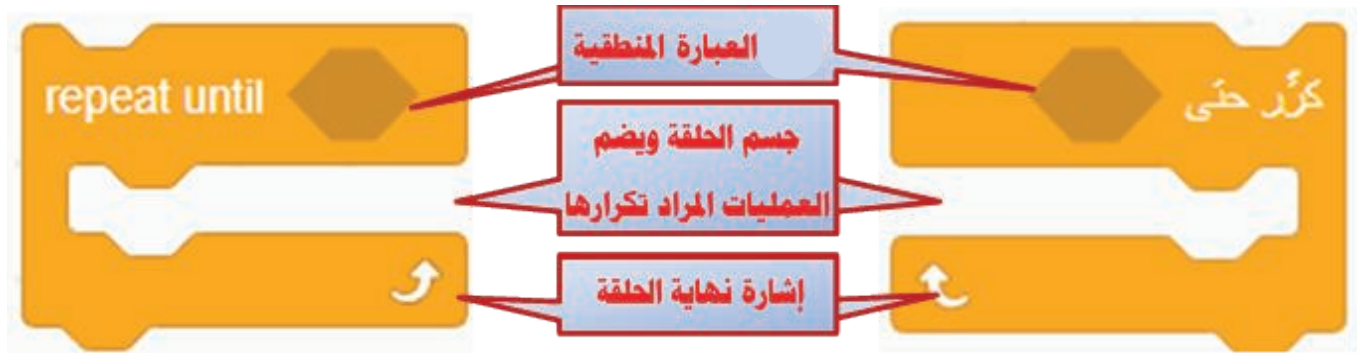 repeat until
العبارة المنطقية
كرِّر حتى
جسم الحلقة ويضم
العمليات المراد تكرارها
إشارة نهاية الحلقة